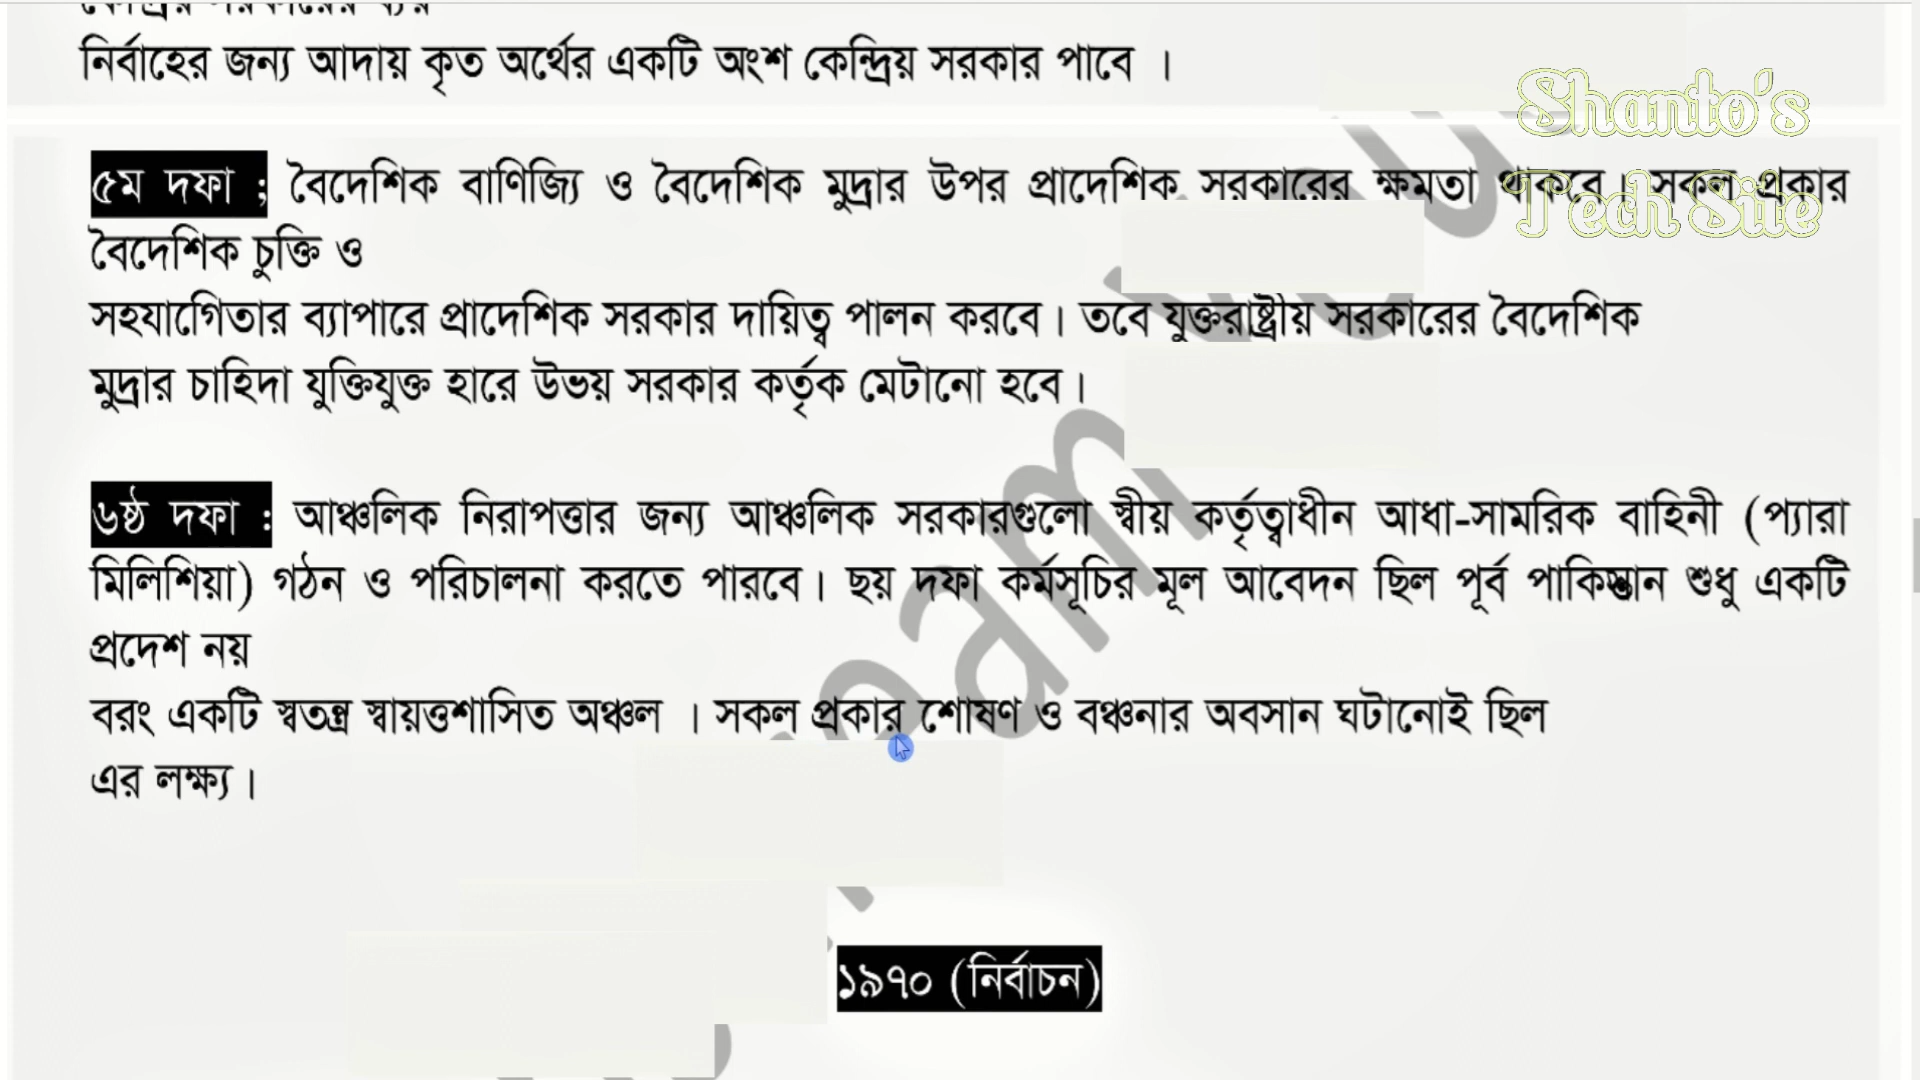 নির্বাহের জন্য আদায় কৃত অর্থের একটি অংশ কেন্দ্রিয় সরকার পাবে ।
Shanto's
Tech Site
৫ম দফা ; বৈদেশিক বাণিজ্যি ও বৈদেশিক মুদ্রার উপর প্রাদেশিক সরকারের ক্ষমতা থাকবে। সকল প্রকার
বৈদেশিক চুক্তি ও
সহযাগেিতার ব্যাপারে প্রাদেশিক সরকার দায়িত্ব পালন করবে। তবে যুক্তরাষ্ট্রীয় সরকারের বৈদেশিক
মুদ্রার চাহিদা যুক্তিযুক্ত হারে উভয় সরকার কর্তৃক মেটানো হবে।
৬ষ্ঠ দফা : আঞ্চলিক নিরাপত্তার জন্য আঞ্চলিক সরকারগুলো স্বীয় কর্তৃত্বাধীন আধা-সামরিক বাহিনী (প্যারা
মিলিশিয়া) গঠন ও পরিচালনা করতে পারবে। ছয় দফা কর্মসূচির মূল আবেদন ছিল পূর্ব পাকিস্তান শুধু একটি
প্রদেশ নয়
বরং একটি স্বতন্ত্র স্বায়ত্তশাসিত অঞ্চল । সকল প্রকার শোষণ ও বঞ্চনার অবসান ঘটানোই ছিল
এর লক্ষ্য।
১৯৭০ (নির্বাচন)